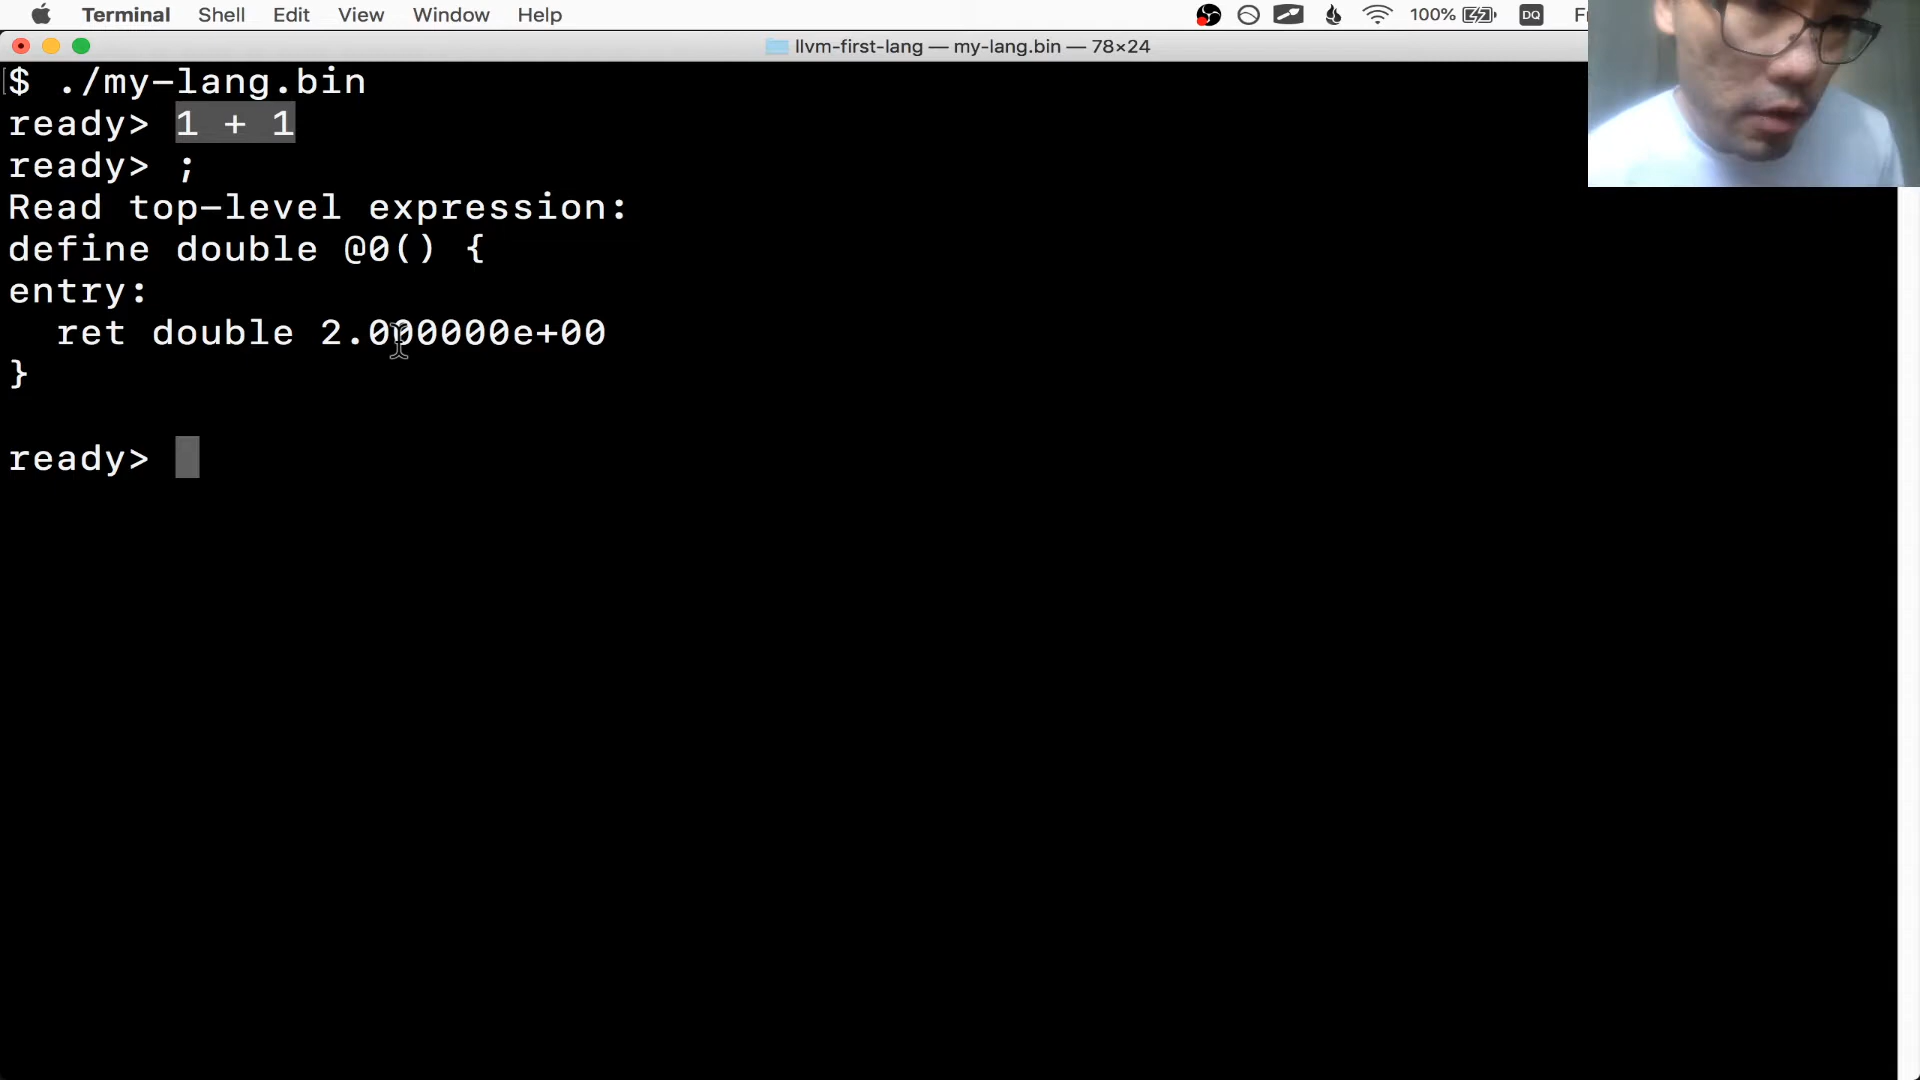 Terminal Shell Edit View Window Help 100% DQ
llvm-first-lang — my-lang.bin — 78×24
$ ./my-lang.bin
ready> 1 + 1
ready> ;
Read top-level expression:
define double @0() {
entry:
ret double 2.000000e+00
}
ready>